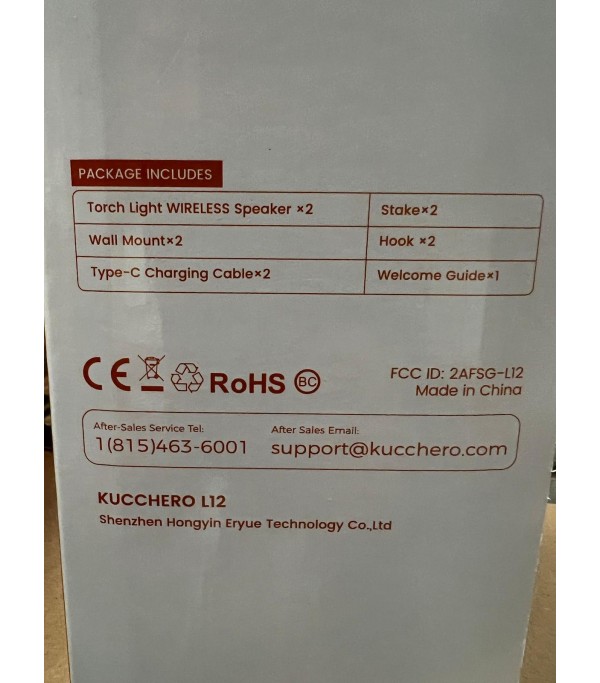 PACKAGE INCLUDES
Torch Light WIRELESS Speaker ×2 Stake×2
Wall Mount×2 Hook ×2
Type-C Charging Cable×2 Welcome Guide×1
CE RoHS BC FCC ID: 2AFSG-L12
Made in China
After-Sales Service Tel: After Sales Email:
1(815)463-6001 support@kucchero.com
KUCCHERO L12
Shenzhen Hongyin Eryue Technology Co.,Ltd